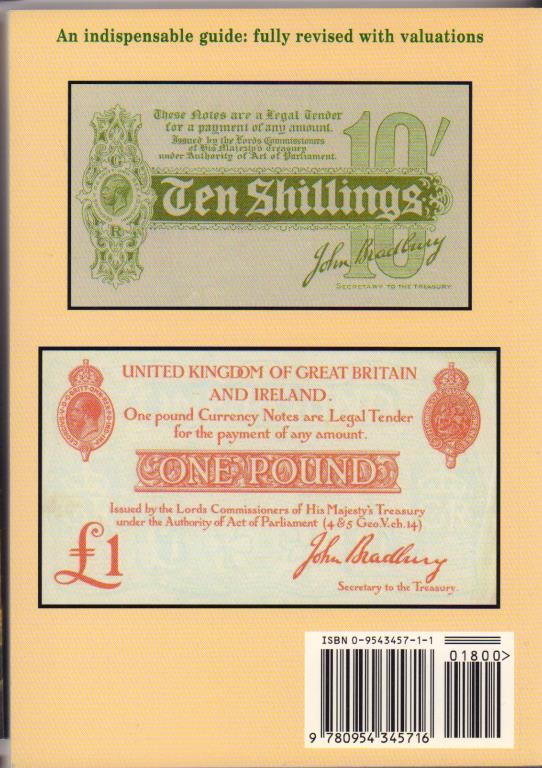 An indispensable guide: fully revised with valuations
These Notes are a Legal Tender
for a payment of any amount.
Issued by the Lords Commissioners
of His Majesty's Treasury
under Authority of Act of Parliament.
10/
G
R
Ten Shillings
10
John Bradbury
SECRETARY TO THE TREASURY
UNITED KINGDOM OF GREAT BRITAIN
AND IRELAND.
One pound Currency Notes are Legal Tender
for the payment of any amount.
ONE POUND
Issued by the Lords Commissioners of His Majesty's Treasury
under the Authority of Act of Parliament (4 & 5 Geo.V.ch.14)
£1
John Bradbury
Secretary to the Treasury.
ISBN 0-9543457-1-1
01800>
9 780954 345716